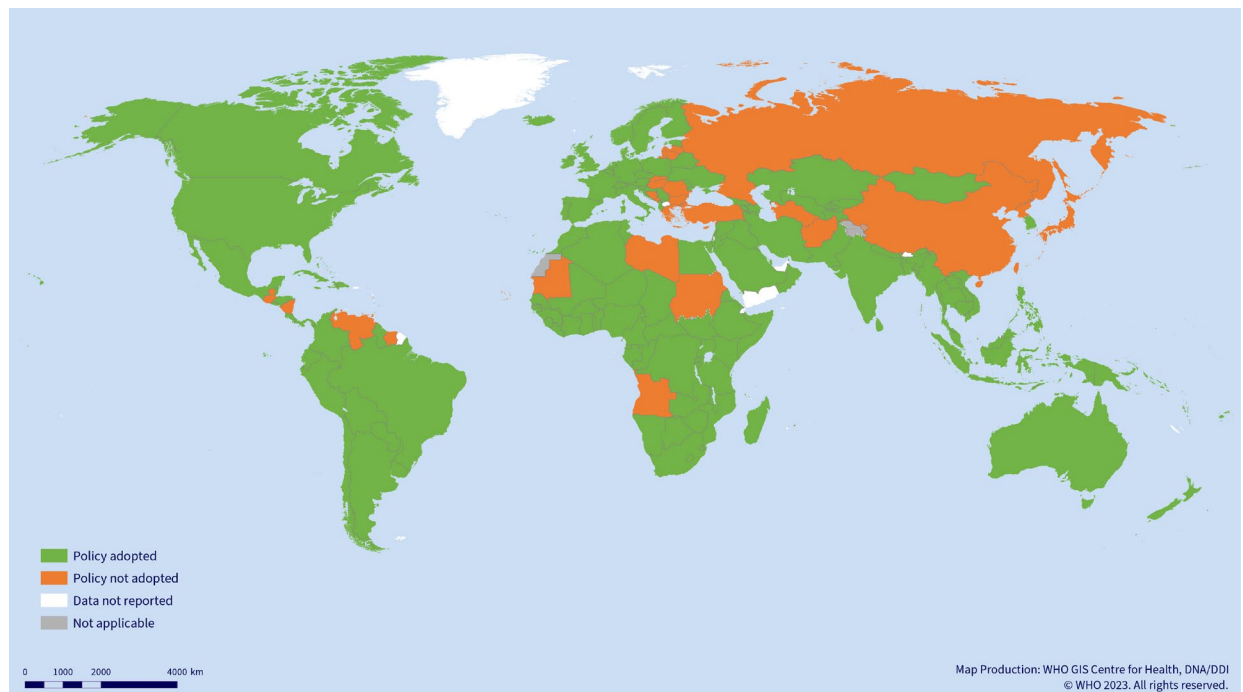 Policy adopted
Policy not adopted
Data not reported
Not applicable
0 1000 2000 4000 km
Map Production: WHO GIS Centre for Health, DNA/DDI
© WHO 2023. All rights reserved.